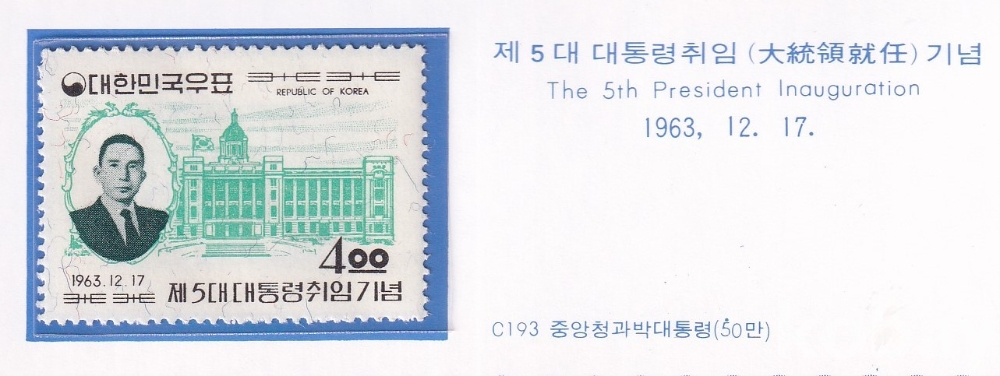 대한민국우표
REPUBLIC OF KOREA
1963.12.17
4.00
제5대대통령취임기념
제5대 대통령취임(大統領就任)기념
The 5th President Inauguration
1963, 12. 17.
C193 중앙청과박대통령(50만)